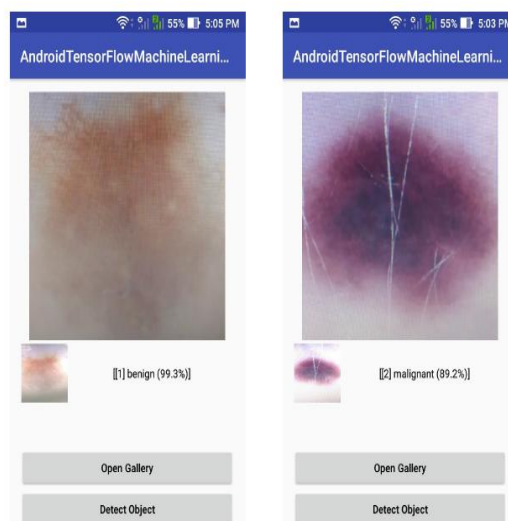 55% 5:05 PM
AndroidTensorFlowMachineLearni...
[[1] benign (99.3%)]
Open Gallery
Detect Object
55% 5:03 PM
AndroidTensorFlowMachineLearni...
[[2] malignant (89.2%)]
Open Gallery
Detect Object